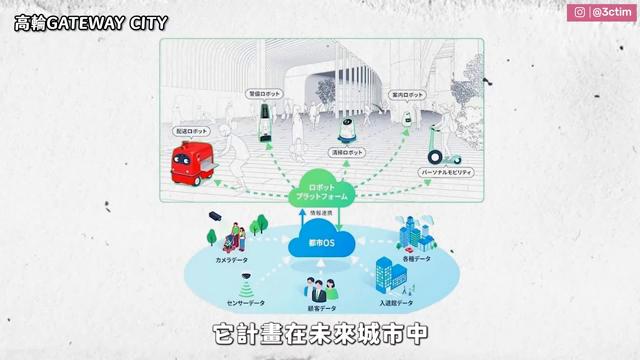 高輪GATEWAY CITY
@3ctim
警備ロボット
案内ロボット
配送ロボット
清掃ロボット
パーソナルモビリティ
ロボット
プラットフォーム
情報連携
都市OS
カメラデータ
各種データ
センサーデータ
入退館データ
顧客データ
它計畫在未來城市中